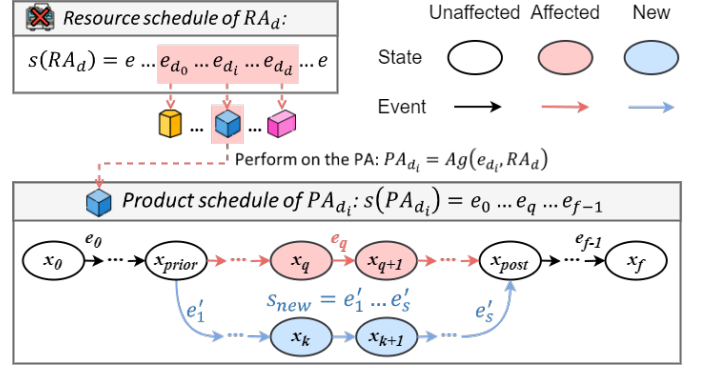 Resource schedule of RA_d:
s(RA_d) = e … e_{d_0} … e_{d_i} … e_{d_d} … e
Unaffected Affected New
State
Event
... ...
Perform on the PA: PA_{d_i} = Ag(e_{d_i}, RA_d)
Product schedule of PA_{d_i}: s(PA_{d_i}) = e_0 … e_q … e_{f−1}
e_0 e_q e_{f-1}
x_0 ... x_prior ... x_q x_{q+1} ... x_post ... x_f
e′_1 s_new = e′_1 … e′_s e′_s
... x_k x_{k+1} ...